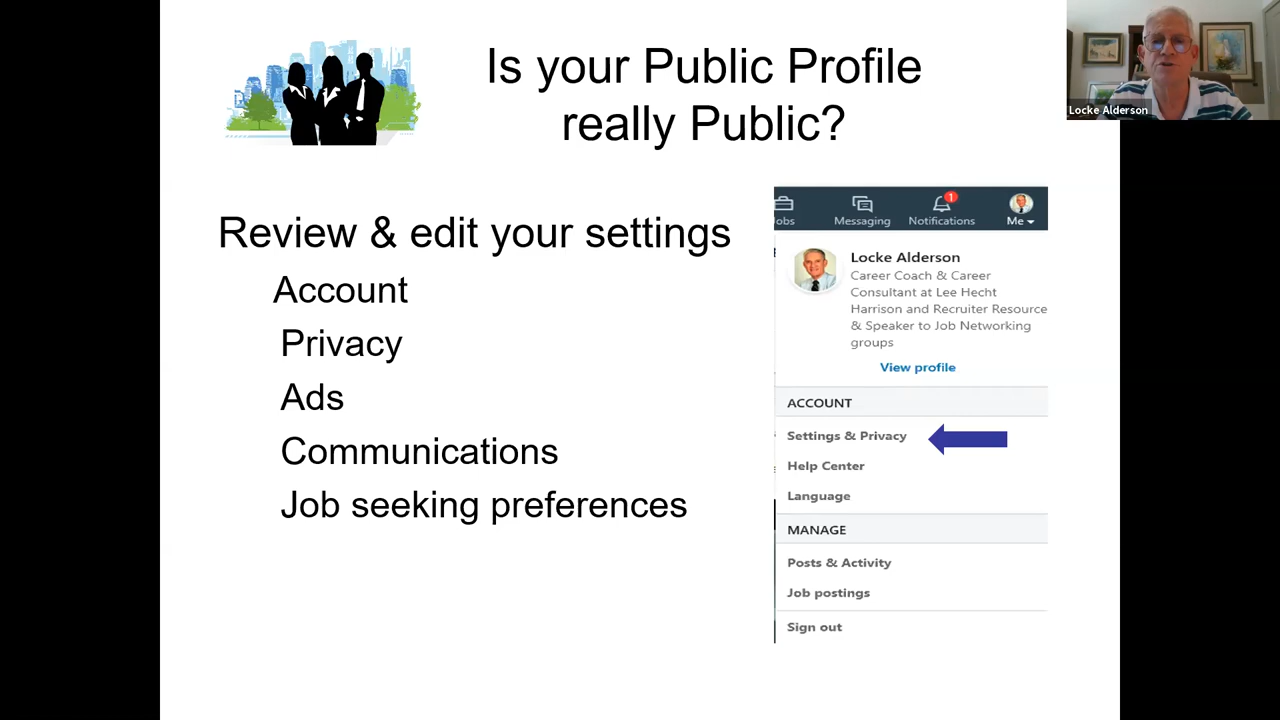 Is your Public Profile
really Public?
Locke Alderson
Review & edit your settings
Account
Privacy
Ads
Communications
Job seeking preferences
Jobs
Messaging
1
Notifications
Me
Locke Alderson
Career Coach & Career
Consultant at Lee Hecht
Harrison and Recruiter Resource
& Speaker to Job Networking
groups
View profile
ACCOUNT
Settings & Privacy
Help Center
Language
MANAGE
Posts & Activity
Job postings
Sign out